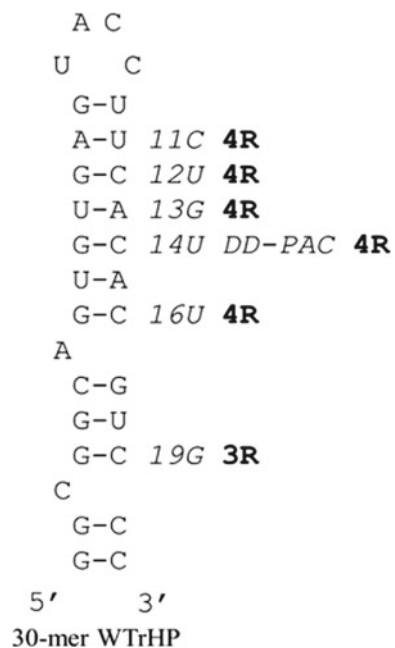 A C
U C
G-U
A-U 11C 4R
G-C 12U 4R
U-A 13G 4R
G-C 14U DD-PAC 4R
U-A
G-C 16U 4R
A
C-G
G-U
G-C 19G 3R
C
G-C
G-C
5′ 3′
30-mer WTrHP